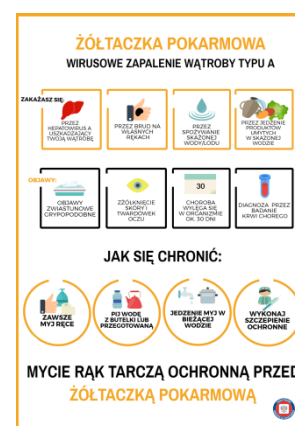 ŻÓŁTACZKA POKARMOWA
WIRUSOWE ZAPALENIE WĄTROBY TYPU A
ZAKAŻASZ SIĘ:
PRZEZ
HERATOWIRUS A
USZKADZAJĄCY
TWOJĄ WĄTROBĘ
PRZEZ BRUD NA
WŁASNYCH
RĘKACH
PRZEZ
SPOŻYWANIE
SKAŻONEJ
WODY/LODU
PRZEZ JEDZENIE
PRODUKTÓW
UMYTYCH
W SKAŻONEJ
WODZIE
OBJAWY:
OBJAWY
ZWIASTUNOWE
GRYPOPODOBNE
ZŻÓŁKNIĘCIE
SKÓRY I
TWARDÓWEK
OCZU
30
CHOROBA
WYLĘGA SIĘ
W ORGANIZMIE
OK. 30 DNI
DIAGNOZA PRZEZ
BADANIE
KRWI CHOREGO
JAK SIĘ CHRONIĆ:
ZAWSZE
MYJ RĘCE
PIJ WODĘ
Z BUTELKI LUB
PRZEGOTOWANĄ
JEDZENIE MYJ W
BIEŻĄCEJ
WODZIE
WYKONAJ
SZCZEPIENIE
OCHRONNE
MYCIE RĄK TARCZĄ OCHRONNĄ PRZED
ŻÓŁTACZKĄ POKARMOWĄ